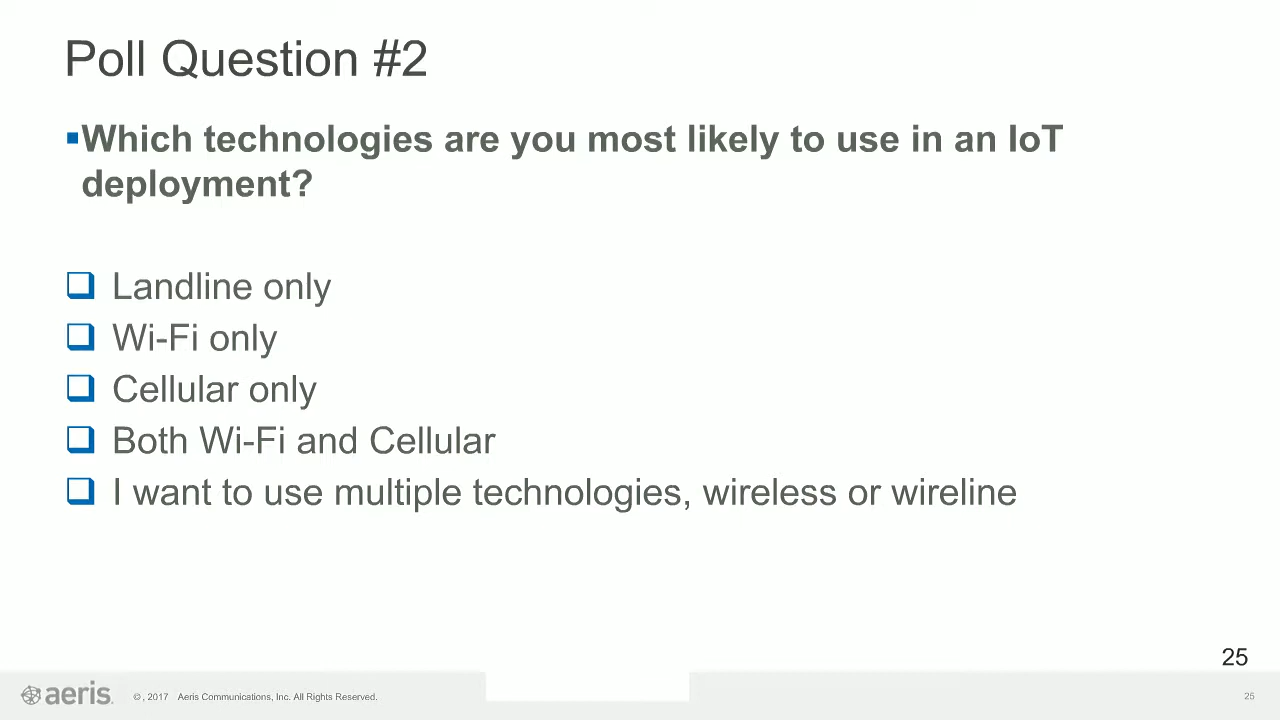 Poll Question #2
Which technologies are you most likely to use in an IoT
deployment?
Landline only
Wi-Fi only
Cellular only
Both Wi-Fi and Cellular
I want to use multiple technologies, wireless or wireline
25
aeris
© , 2017 Aeris Communications, Inc. All Rights Reserved.
25